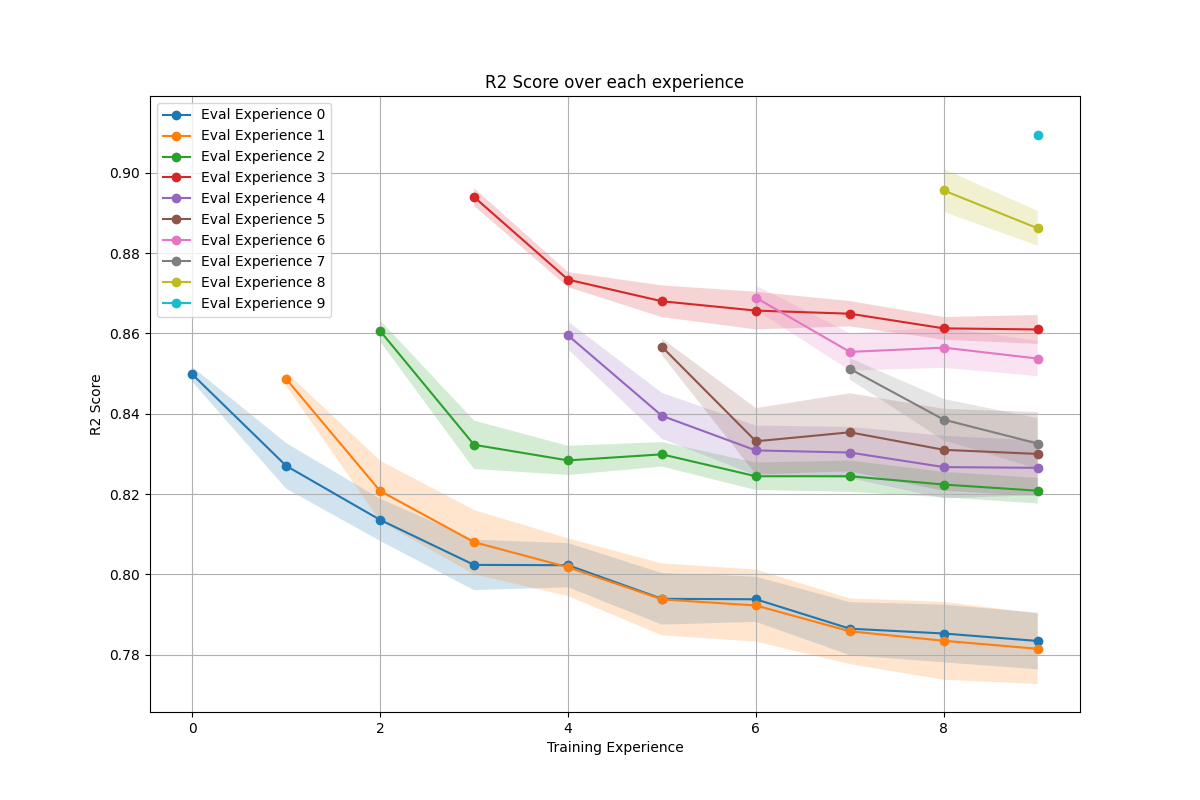 R2 Score over each experience
Eval Experience 0
Eval Experience 1
Eval Experience 2
Eval Experience 3
Eval Experience 4
Eval Experience 5
Eval Experience 6
Eval Experience 7
Eval Experience 8
Eval Experience 9
0.90
0.88
0.86
0.84
0.82
0.80
0.78
R2 Score
0 2 4 6 8
Training Experience